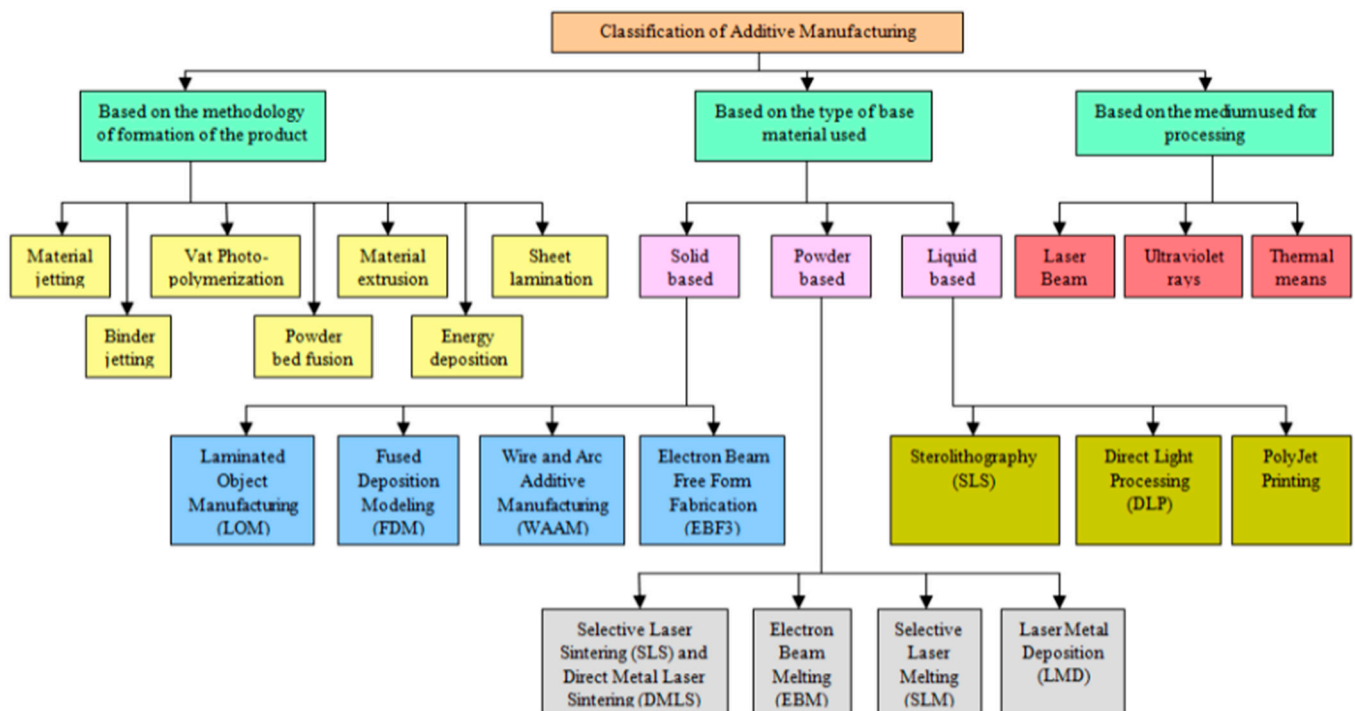 Classification of Additive Manufacturing
Based on the methodology
of formation of the product
Based on the type of base
material used
Based on the medium used for
processing
Material
jetting
Vat Photo-
polymerization
Material
extrusion
Sheet
lamination
Solid
based
Powder
based
Liquid
based
Laser
Beam
Ultraviolet
rays
Thermal
means
Binder
jetting
Powder
bed fusion
Energy
deposition
Laminated
Object
Manufacturing
(LOM)
Fused
Deposition
Modeling
(FDM)
Wire and Arc
Additive
Manufacturing
(WAAM)
Electron Beam
Free Form
Fabrication
(EBF3)
Sterolithography
(SLS)
Direct Light
Processing
(DLP)
PolyJet
Printing
Selective Laser
Sintering (SLS) and
Direct Metal Laser
Sintering (DMLS)
Electron
Beam
Melting
(EBM)
Selective
Laser
Melting
(SLM)
Laser Metal
Deposition
(LMD)